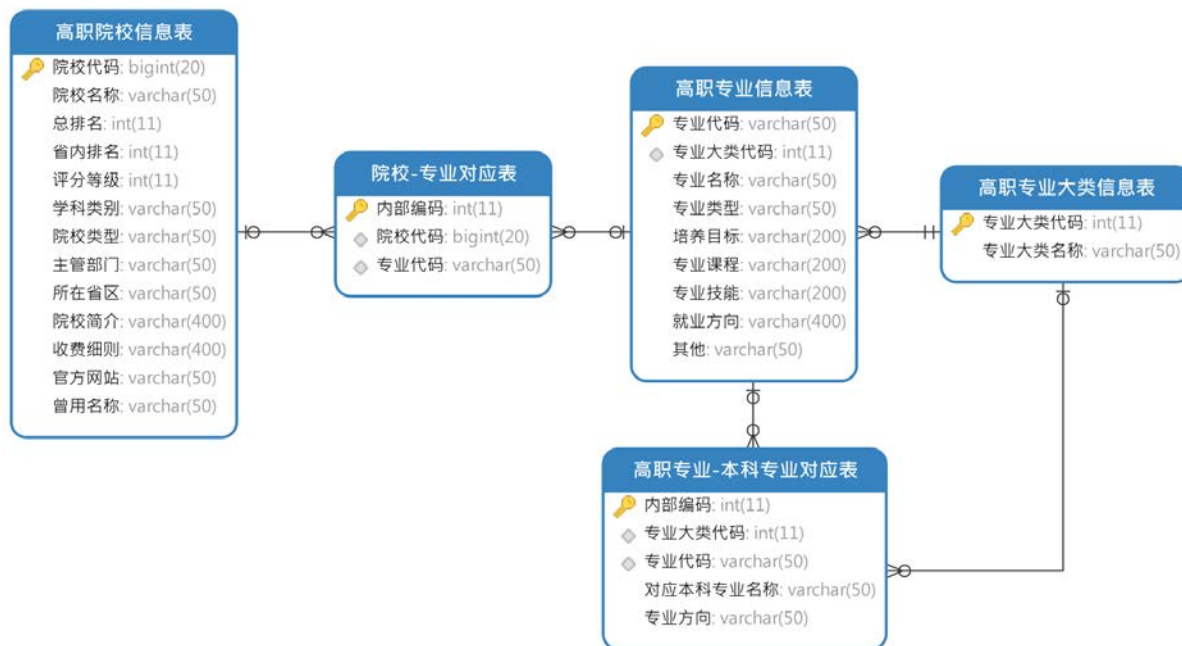 高职院校信息表
院校代码: bigint(20)
院校名称: varchar(50)
总排名: int(11)
省内排名: int(11)
评分等级: int(11)
学科类别: varchar(50)
院校类型: varchar(50)
主管部门: varchar(50)
所在省区: varchar(50)
院校简介: varchar(400)
收费细则: varchar(400)
官方网站: varchar(50)
曾用名称: varchar(50)
院校-专业对应表
内部编码: int(11)
院校代码: bigint(20)
专业代码: varchar(50)
高职专业信息表
专业代码: varchar(50)
专业大类代码: int(11)
专业名称: varchar(50)
专业类型: varchar(50)
培养目标: varchar(200)
专业课程: varchar(200)
专业技能: varchar(200)
就业方向: varchar(400)
其他: varchar(50)
高职专业大类信息表
专业大类代码: int(11)
专业大类名称: varchar(50)
高职专业-本科专业对应表
内部编码: int(11)
专业大类代码: int(11)
专业代码: varchar(50)
对应本科专业名称: varchar(50)
专业方向: varchar(50)